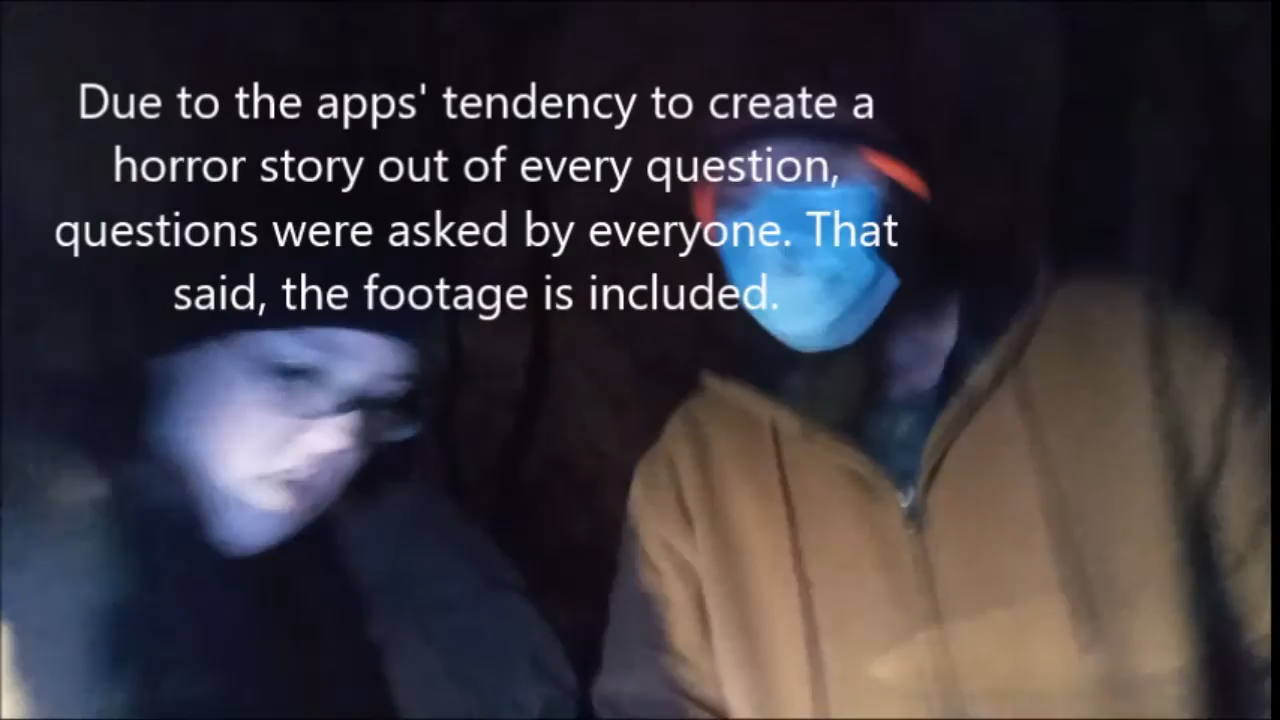 Due to the apps' tendency to create a
horror story out of every question,
questions were asked by everyone. That
said, the footage is included.